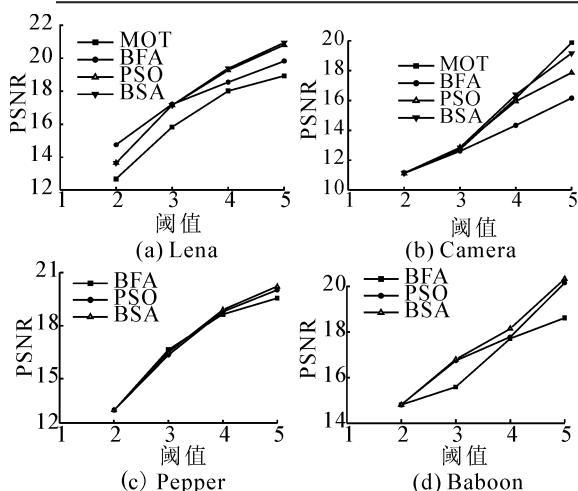 22
20
18
16
14
12
PSNR
MOT
BFA
PSO
BSA
1 2 3 4 5
阈值
(a) Lena
20
18
16
14
12
10
PSNR
MOT
BFA
PSO
BSA
1 2 3 4 5
阈值
(b) Camera
21
18
15
12
PSNR
BFA
PSO
BSA
1 2 3 4 5
阈值
(c) Pepper
20
18
16
14
PSNR
BFA
PSO
BSA
1 2 3 4 5
阈值
(d) Baboon